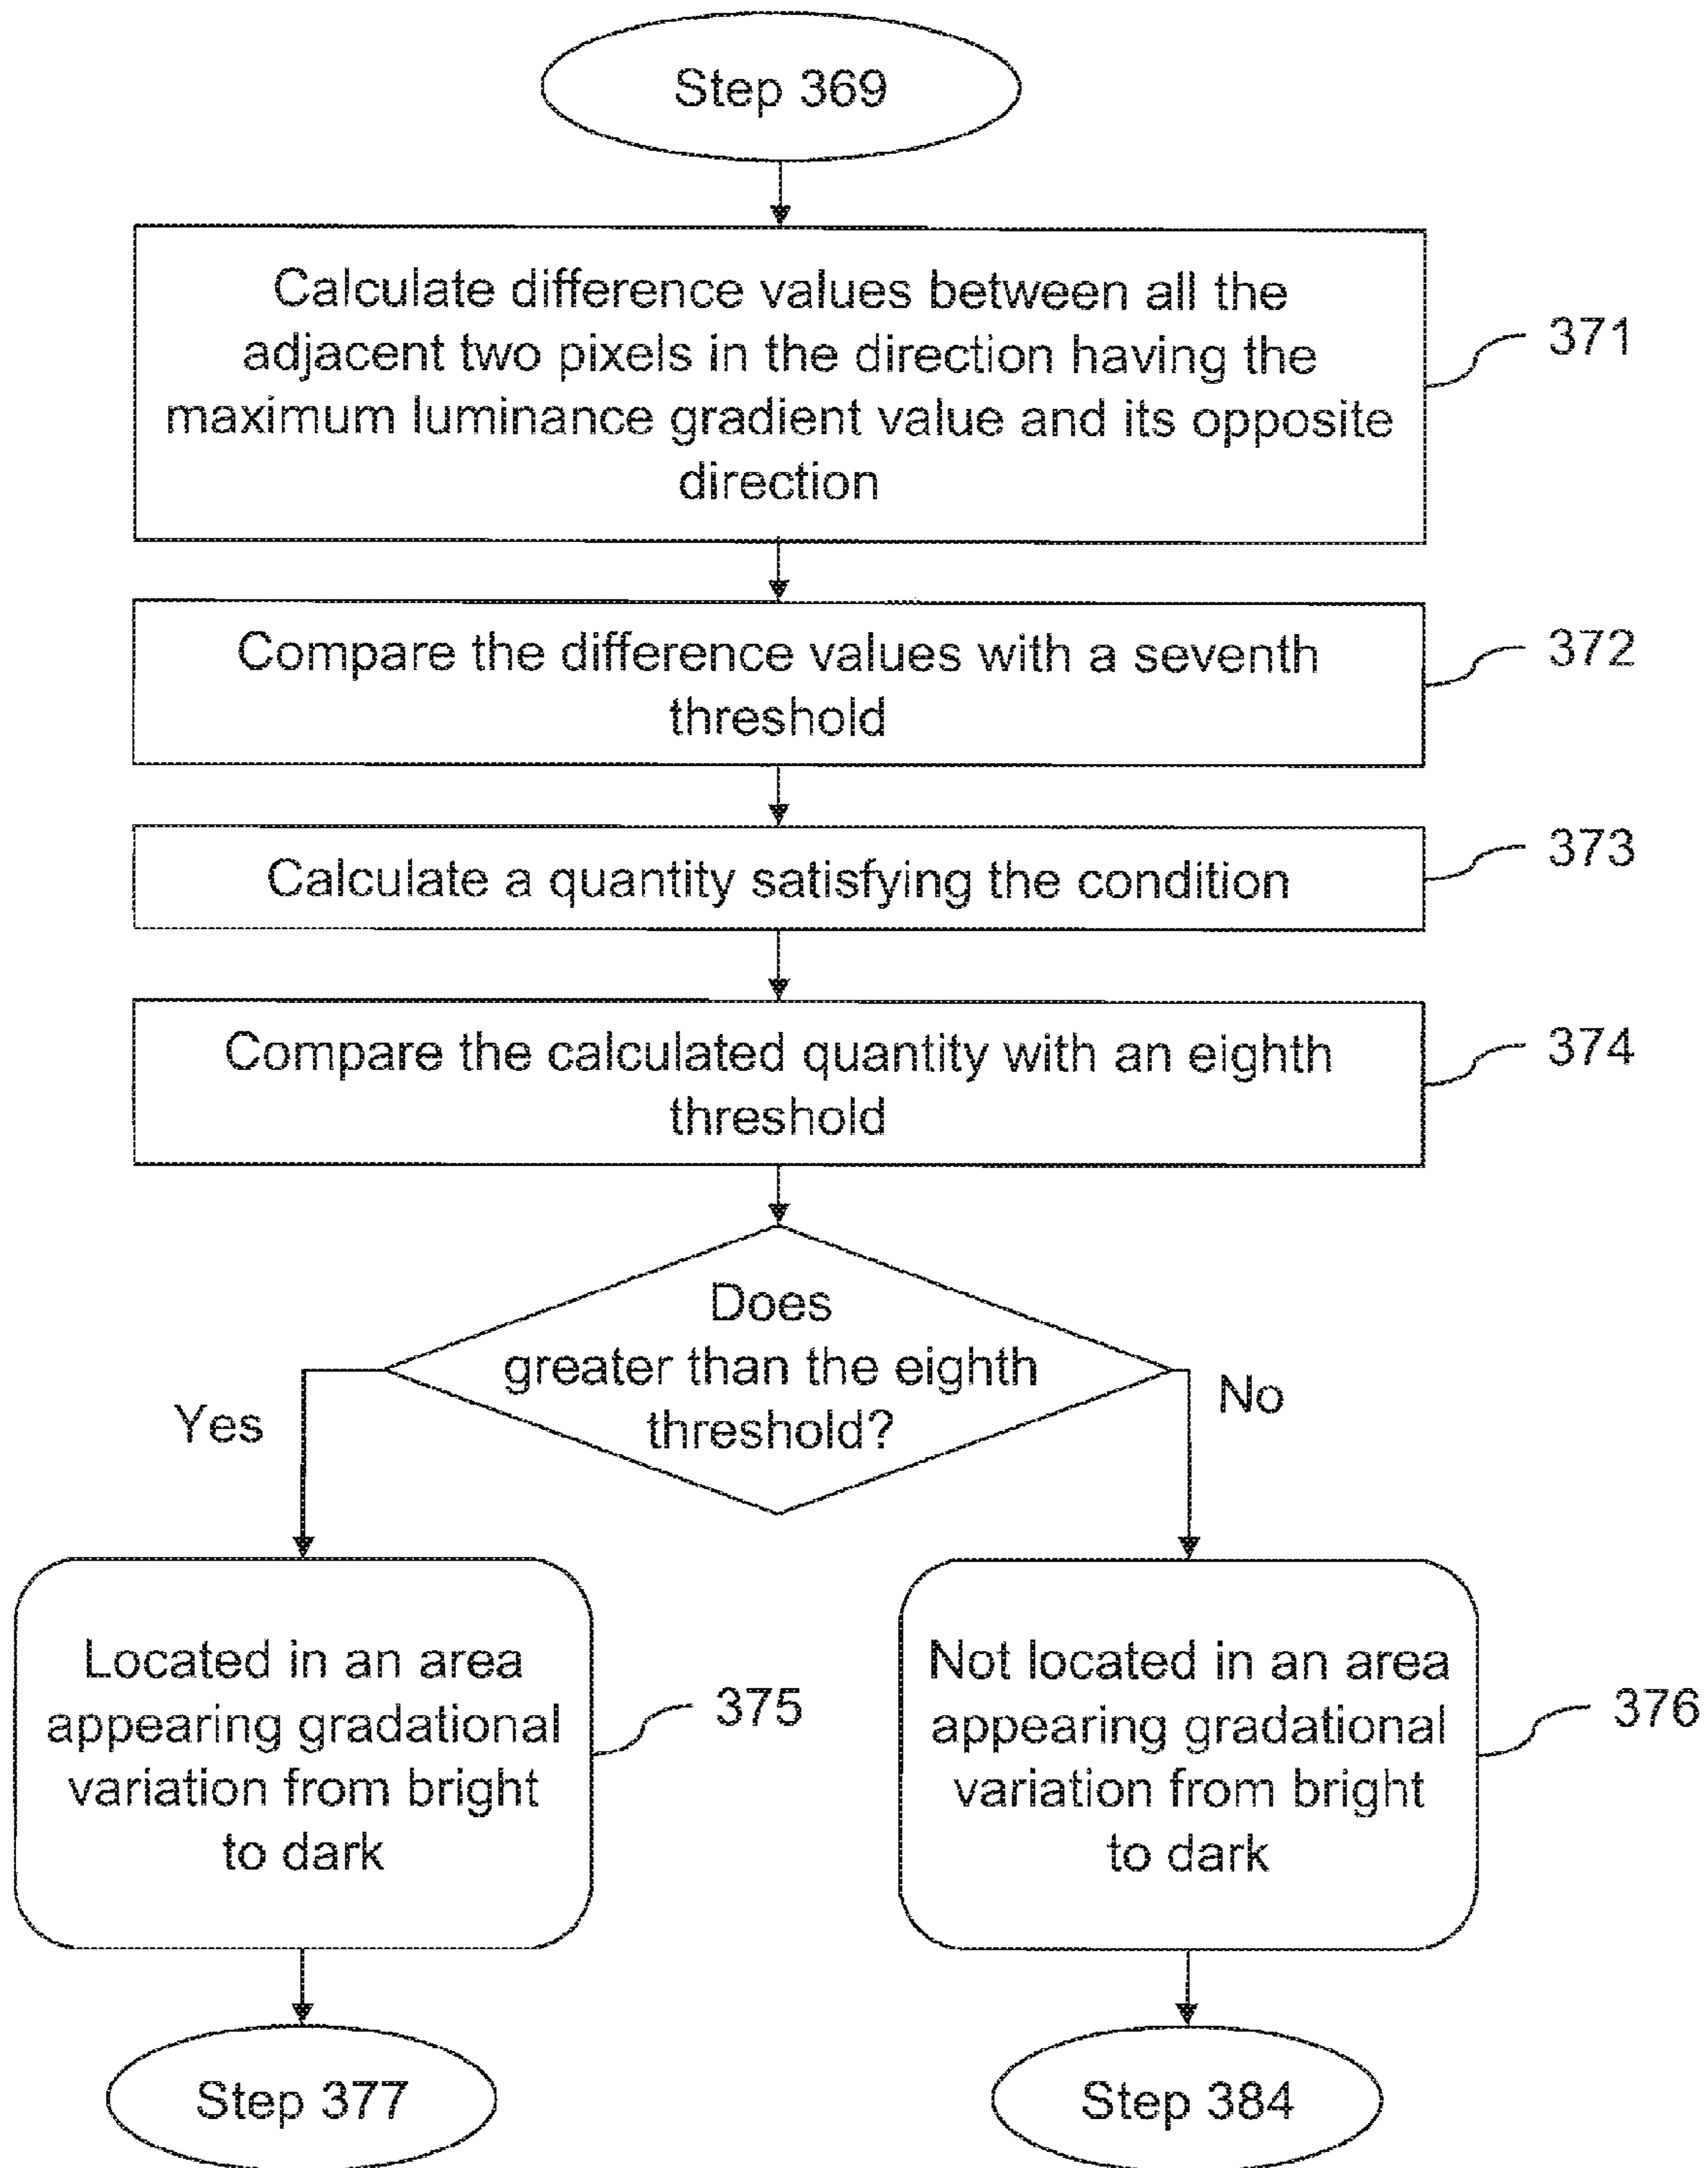 Step 369
Calculate difference values between all the
adjacent two pixels in the direction having the
maximum luminance gradient value and its opposite
direction
371
Compare the difference values with a seventh
threshold
372
Calculate a quantity satisfying the condition
373
Compare the calculated quantity with an eighth
threshold
374
Does
greater than the eighth
threshold?
Yes
No
Located in an area
appearing gradational
variation from bright
to dark
375
Not located in an area
appearing gradational
variation from bright
to dark
376
Step 377
Step 384